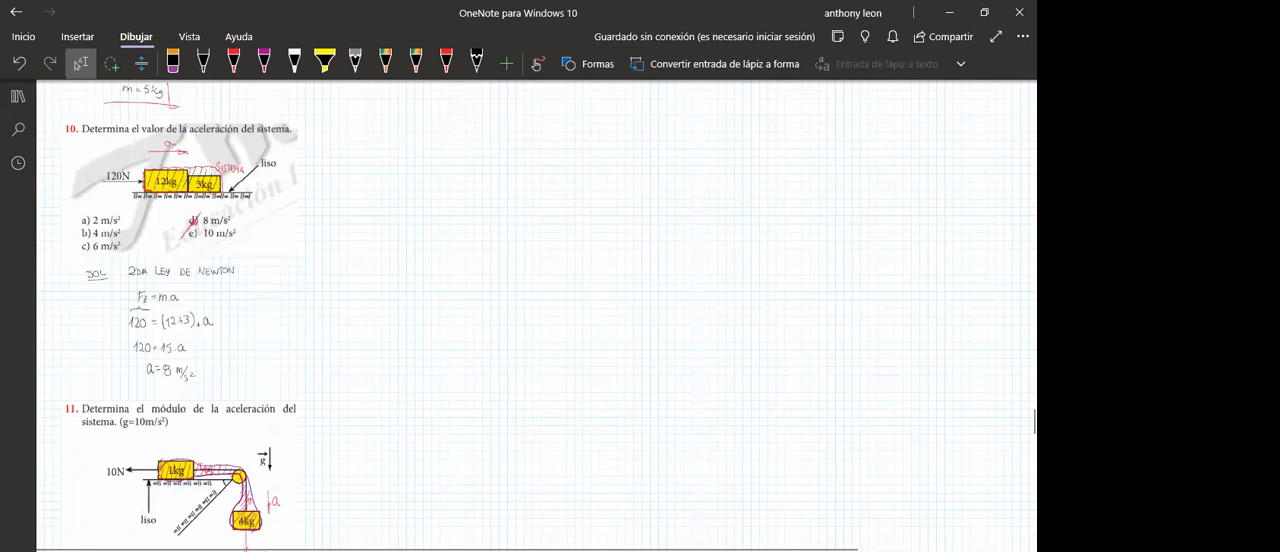 OneNote para Windows 10
anthony leon
Inicio
Insertar
Dibujar
Vista
Ayuda
Guardado sin conexión (es necesario iniciar sesión)
Compartir
Formas
Convertir entrada de lápiz a forma
Entrada de lápiz a texto
m = 5kg
10. Determina el valor de la aceleración del sistema.
a
SISTEMA
liso
120N
12kg
3kg
a) 2 m/s²
d) 8 m/s²
b) 4 m/s²
e) 10 m/s²
c) 6 m/s²
SOL 2DA LEY DE NEWTON
FR = m.a
120 = (12+3).a
120 = 15.a
a = 8 m/s²
11. Determina el módulo de la aceleración del
sistema. (g=10m/s²)
g
10N
1kg
a
liso
4kg